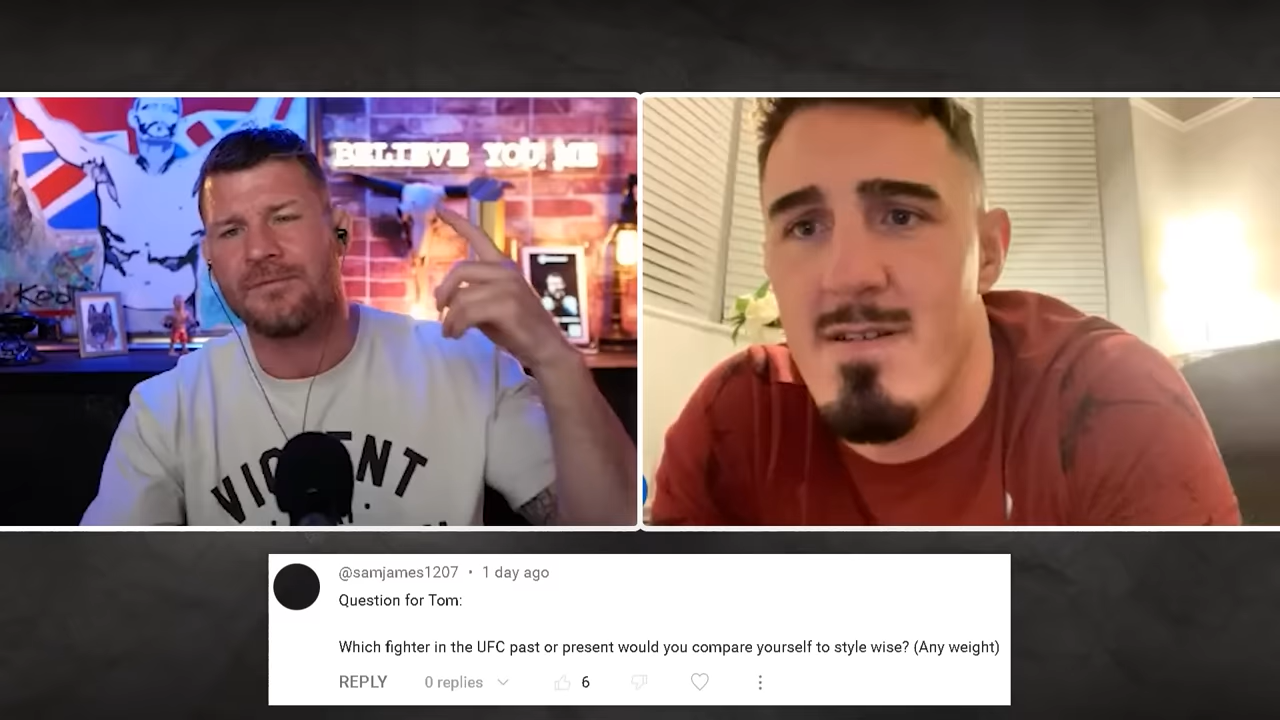 BELIEVE YOU, ME
VIOLENT
@samjames1207 • 1 day ago
Question for Tom:
Which fighter in the UFC past or present would you compare yourself to style wise? (Any weight)
REPLY 0 replies 6